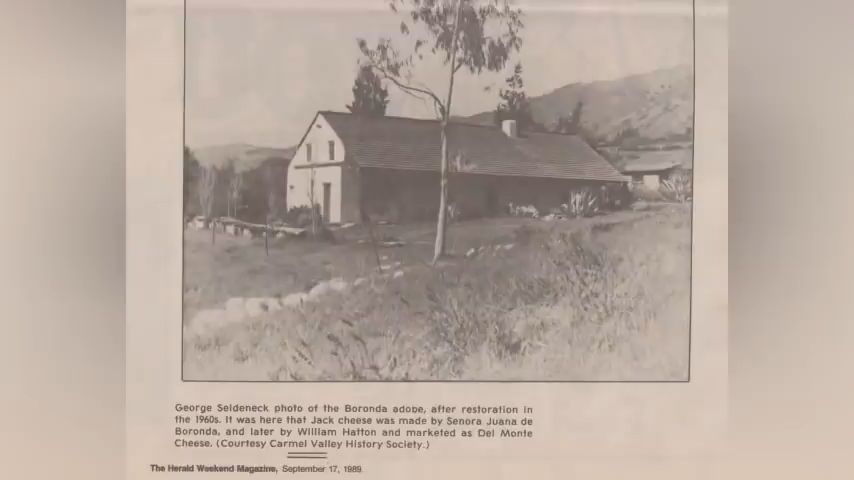 George Seideneck photo of the Boronda adobe, after restoration in
the 1960s. It was here that Jack cheese was made by Senora Juana de
Boronda, and later by William Hatton and marketed as Del Monte
Cheese. (Courtesy Carmel Valley History Society.)
The Herald Weekend Magazine, September 17, 1989.